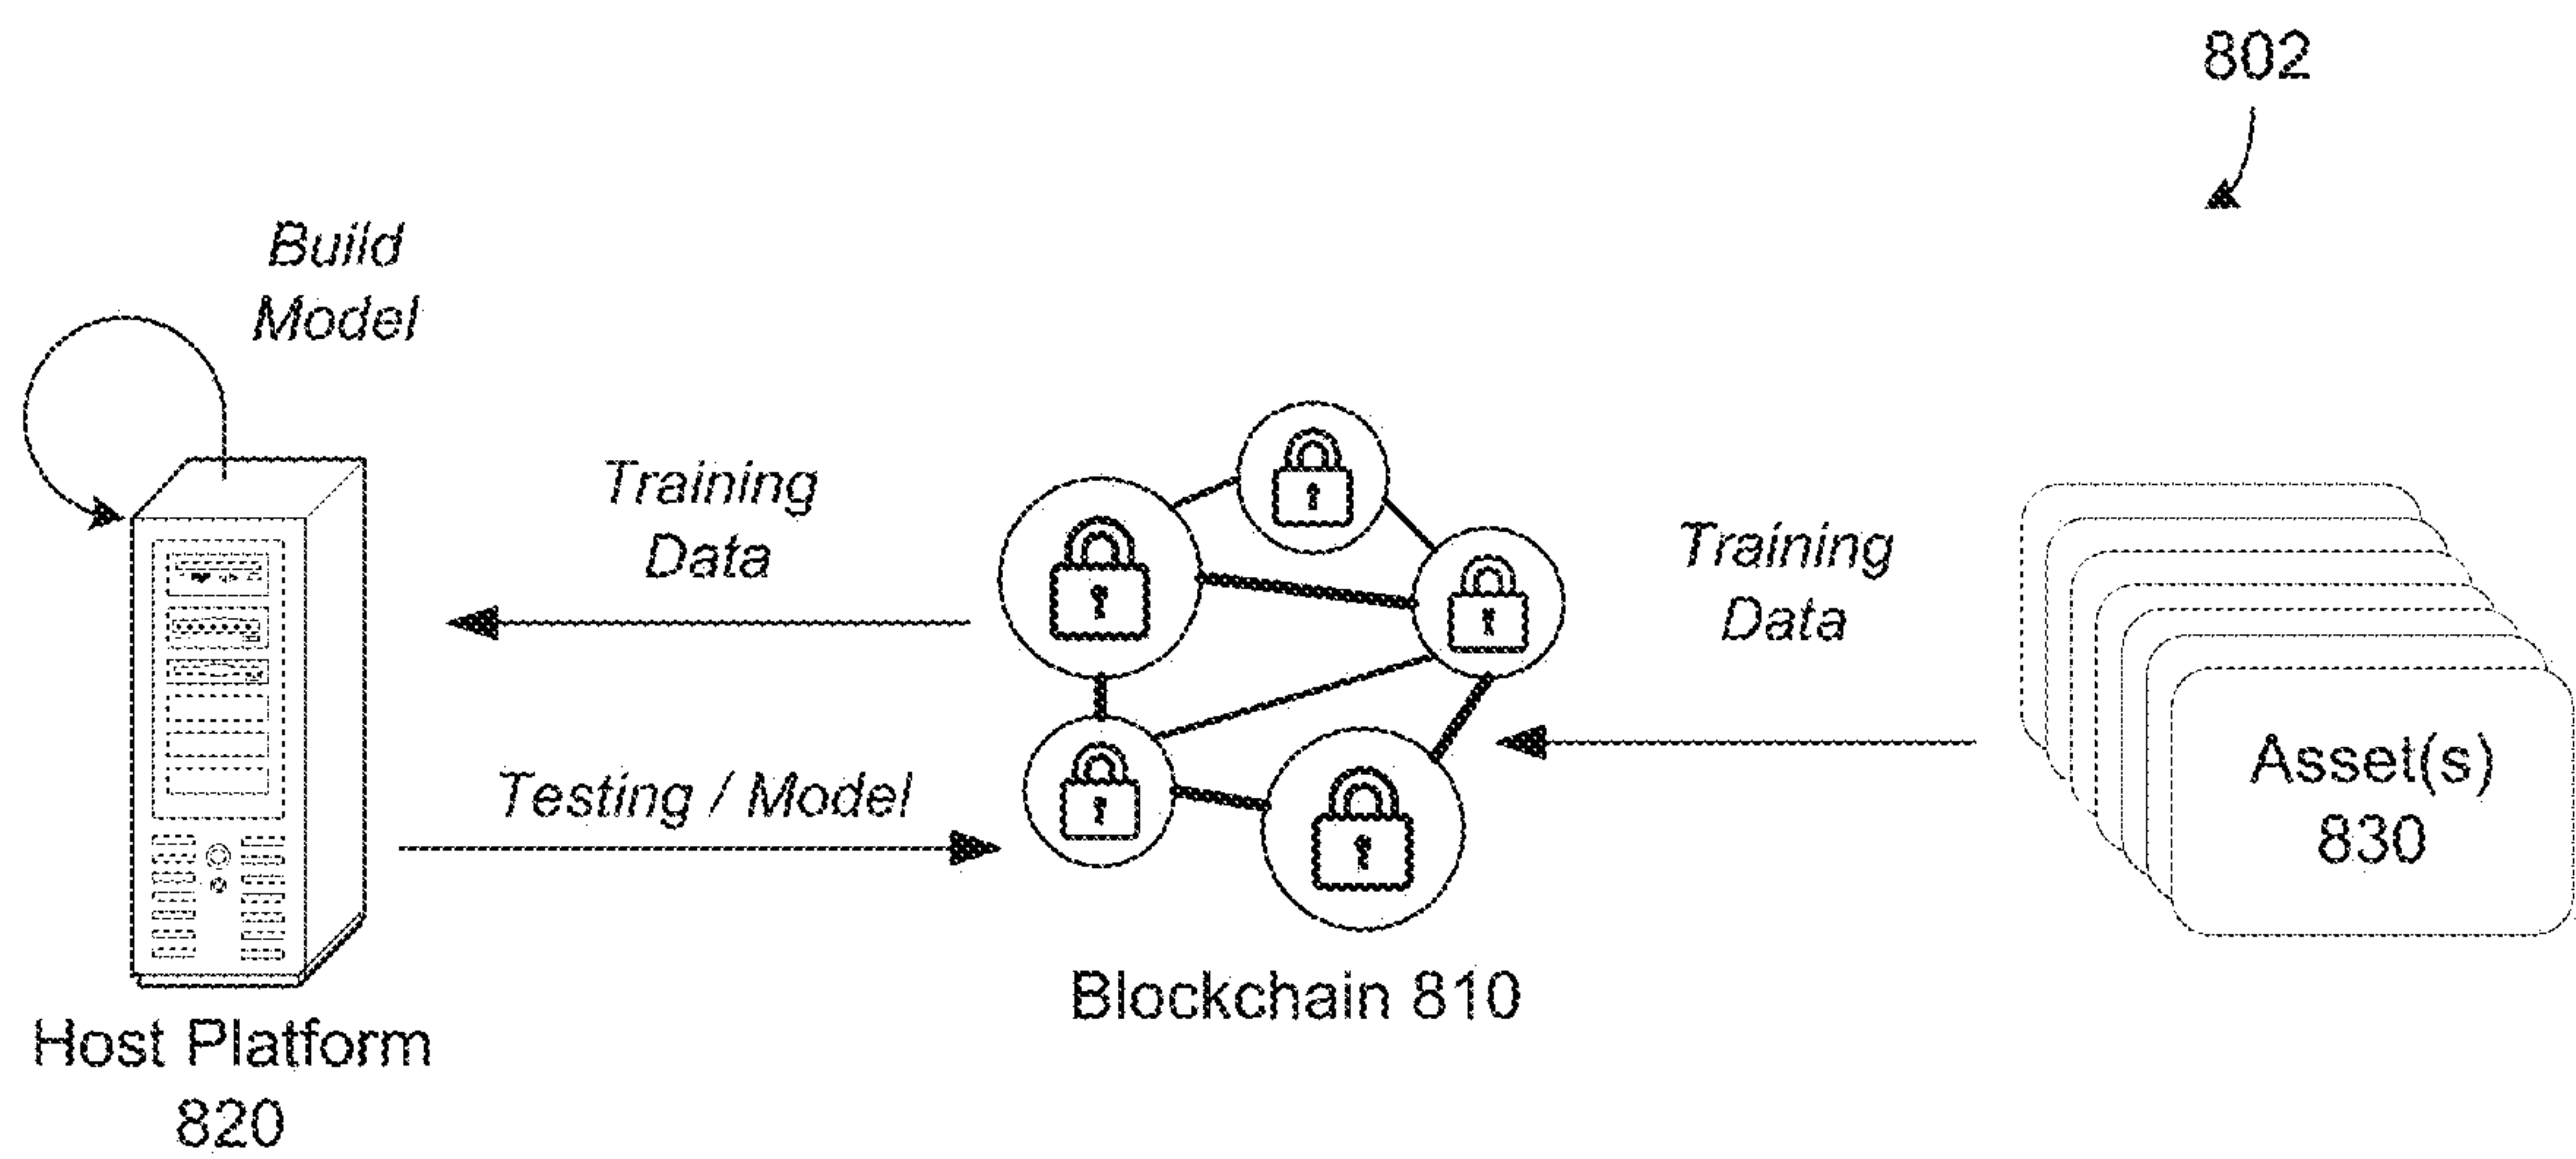 802
Build
Model
Training
Data
Training
Data
Testing / Model
Asset(s)
830
Blockchain 810
Host Platform
820